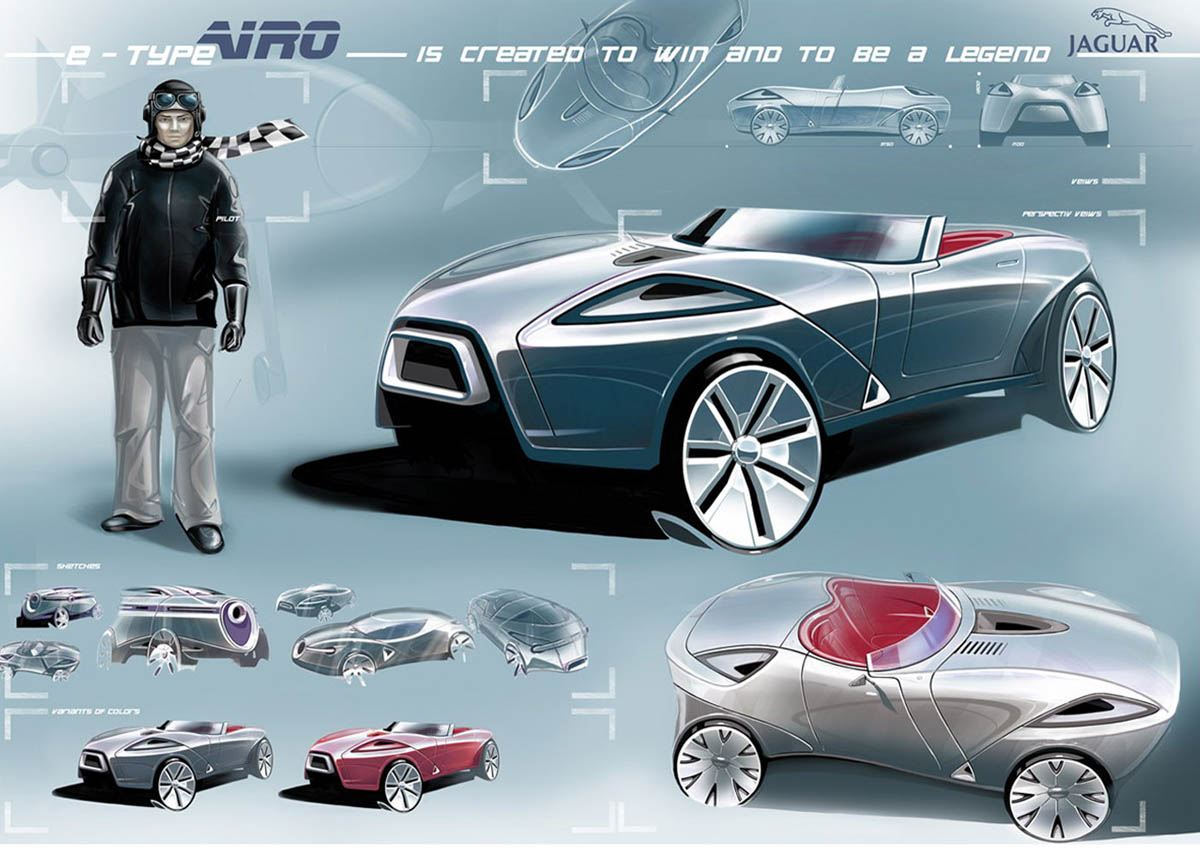 e - TYPE AIRO IS CREATED TO WIN AND TO BE A LEGEND
JAGUAR
PILOT
VEIWS
PERSPECTIV VEIWS
SKETCHES
VARIANTS OF COLORS